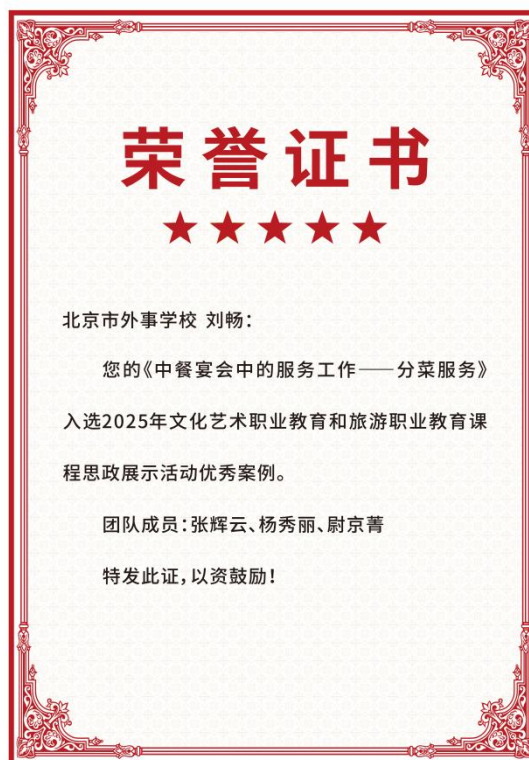 荣誉证书
北京市外事学校 刘畅：
您的《中餐宴会中的服务工作——分菜服务》
入选2025年文化艺术职业教育和旅游职业教育课
程思政展示活动优秀案例。
团队成员：张辉云、杨秀丽、尉京菁
特发此证，以资鼓励！